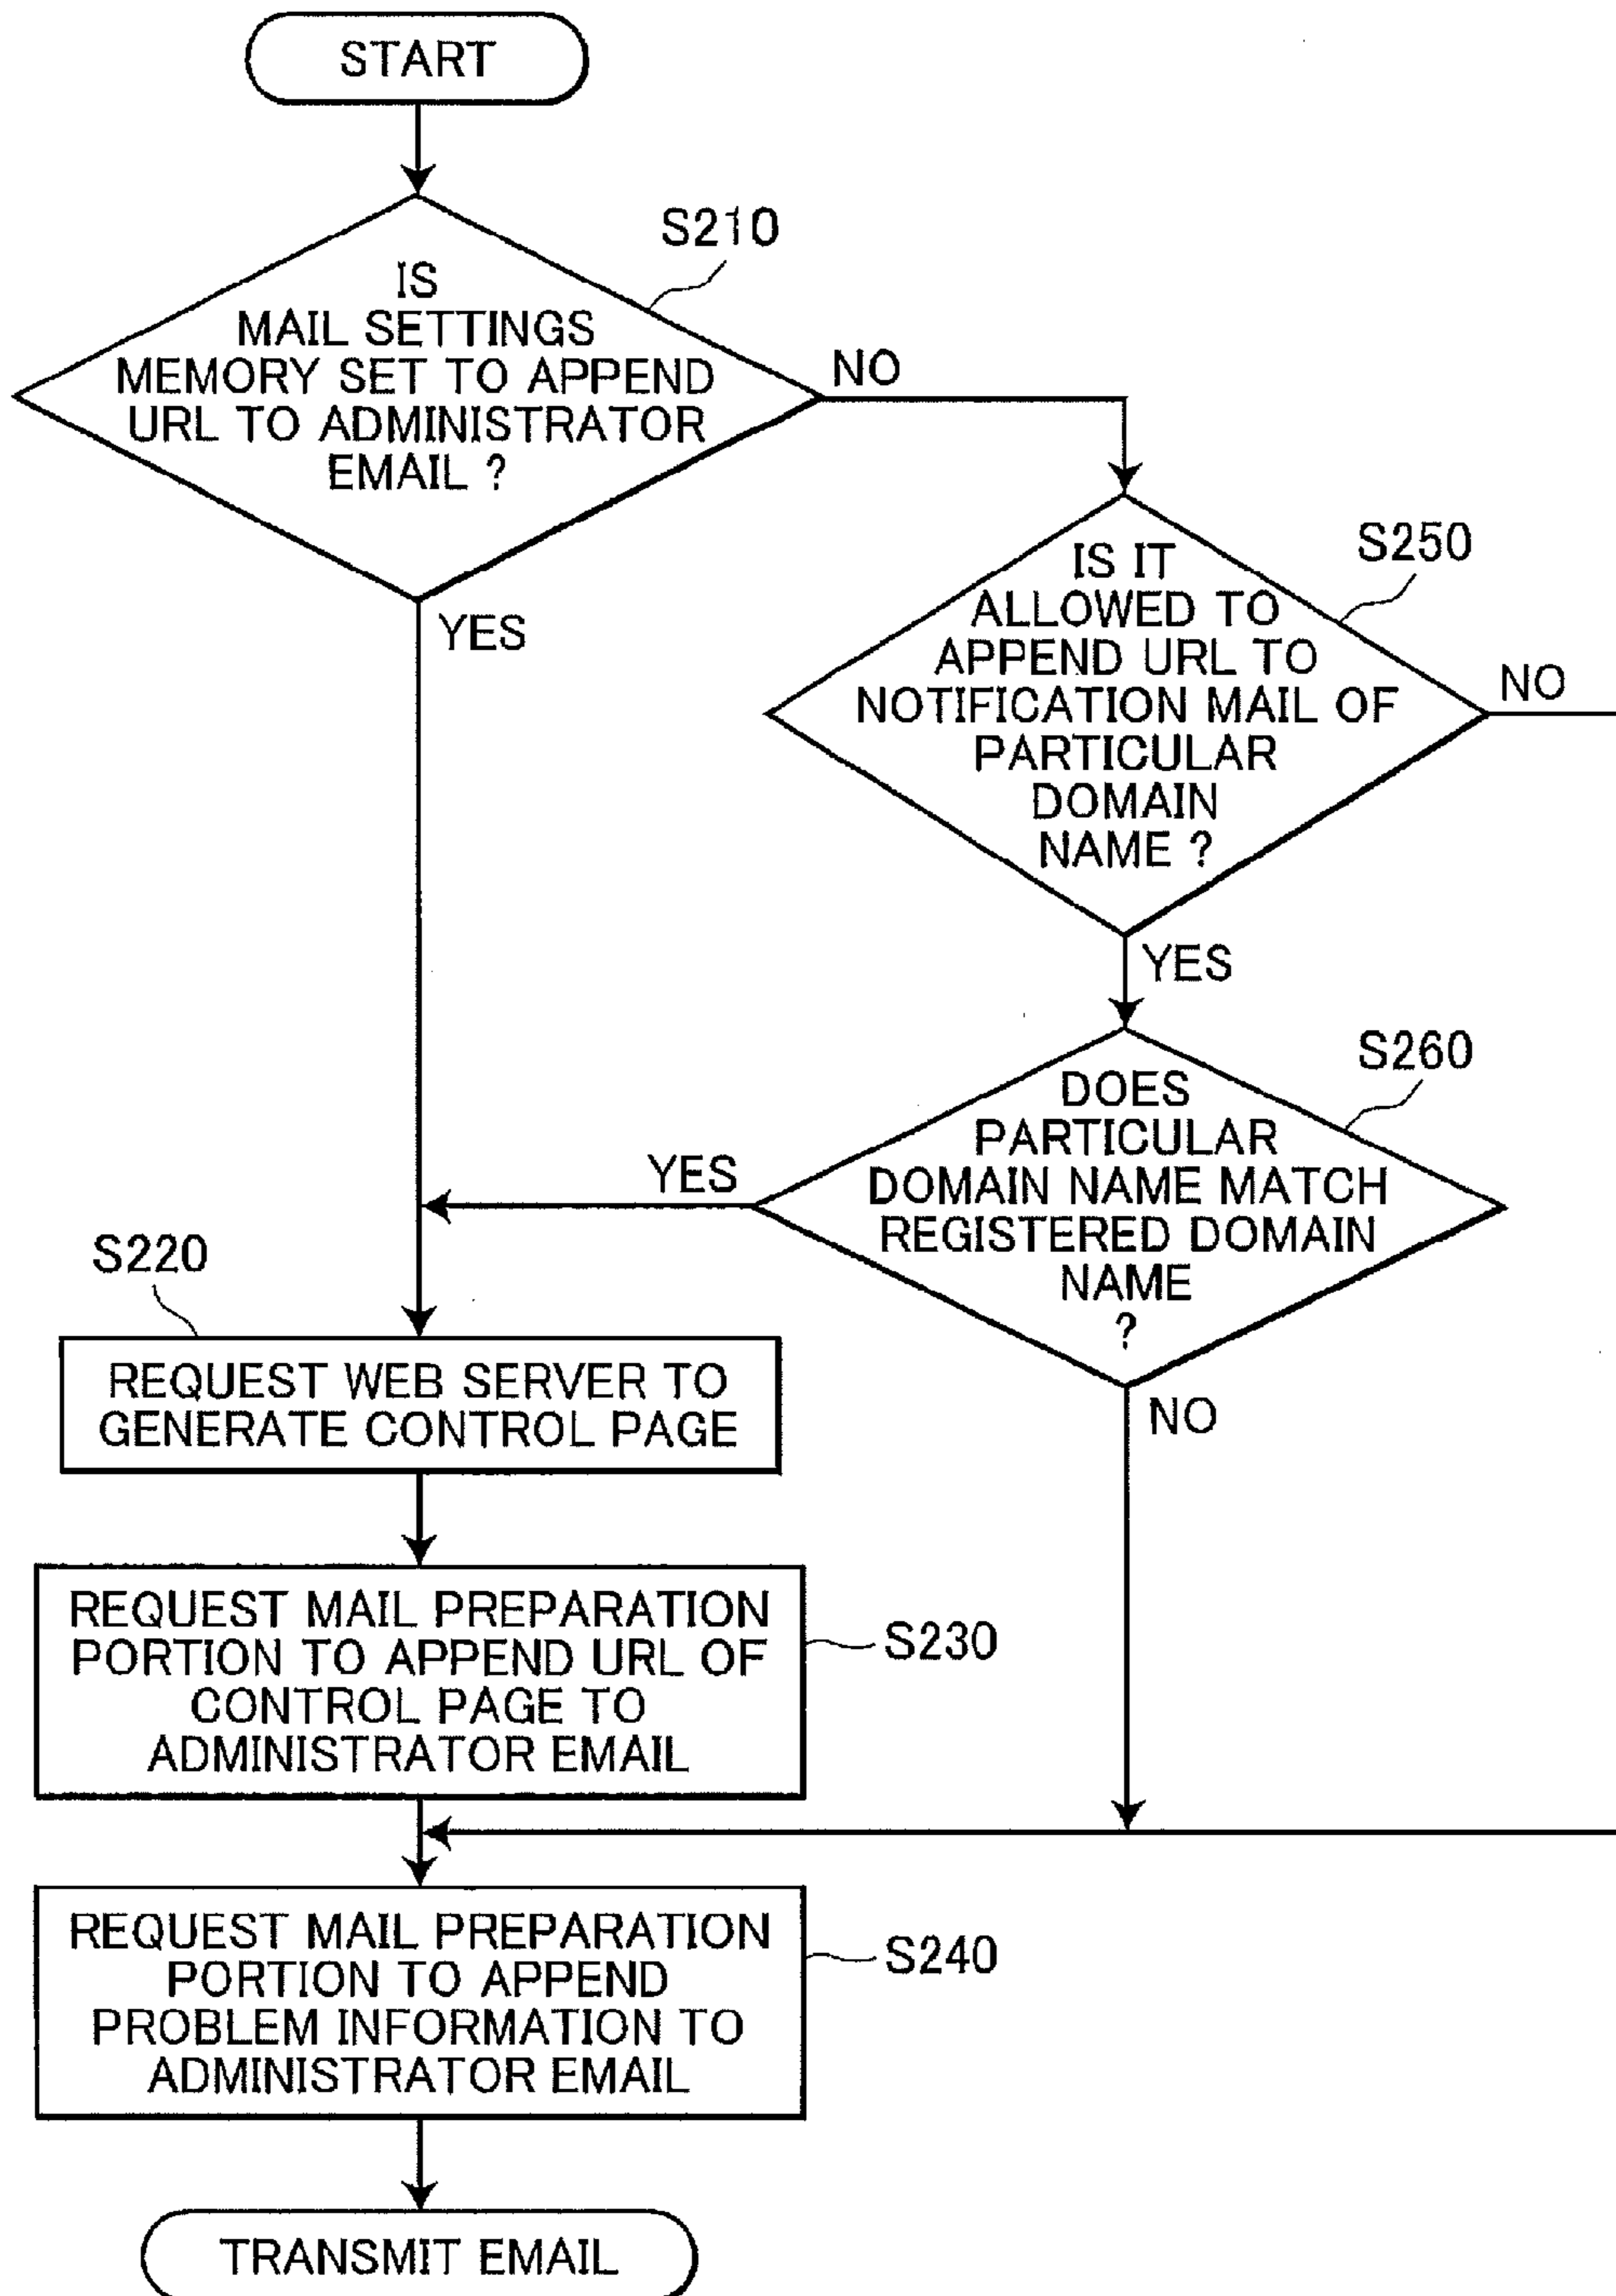 START
S210
IS
MAIL SETTINGS
MEMORY SET TO APPEND
URL TO ADMINISTRATOR
EMAIL ?
NO
YES
S250
IS IT
ALLOWED TO
APPEND URL TO
NOTIFICATION MAIL OF
PARTICULAR
DOMAIN
NAME ?
NO
YES
S260
DOES
PARTICULAR
DOMAIN NAME MATCH
REGISTERED DOMAIN
NAME
?
YES
NO
S220
REQUEST WEB SERVER TO
GENERATE CONTROL PAGE
REQUEST MAIL PREPARATION
PORTION TO APPEND URL OF
CONTROL PAGE TO
ADMINISTRATOR EMAIL
S230
REQUEST MAIL PREPARATION
PORTION TO APPEND
PROBLEM INFORMATION TO
ADMINISTRATOR EMAIL
S240
TRANSMIT EMAIL